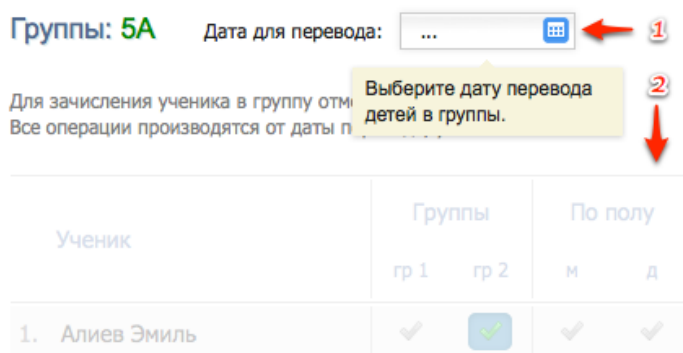 Группы: 5А Дата для перевода: ... 1
Выберите дату перевода
детей в группы.
2
Для зачисления ученика в группу отм
Все операции производятся от даты п
Ученик Группы По полу
гр 1 гр 2 м д
1. Алиев Эмиль